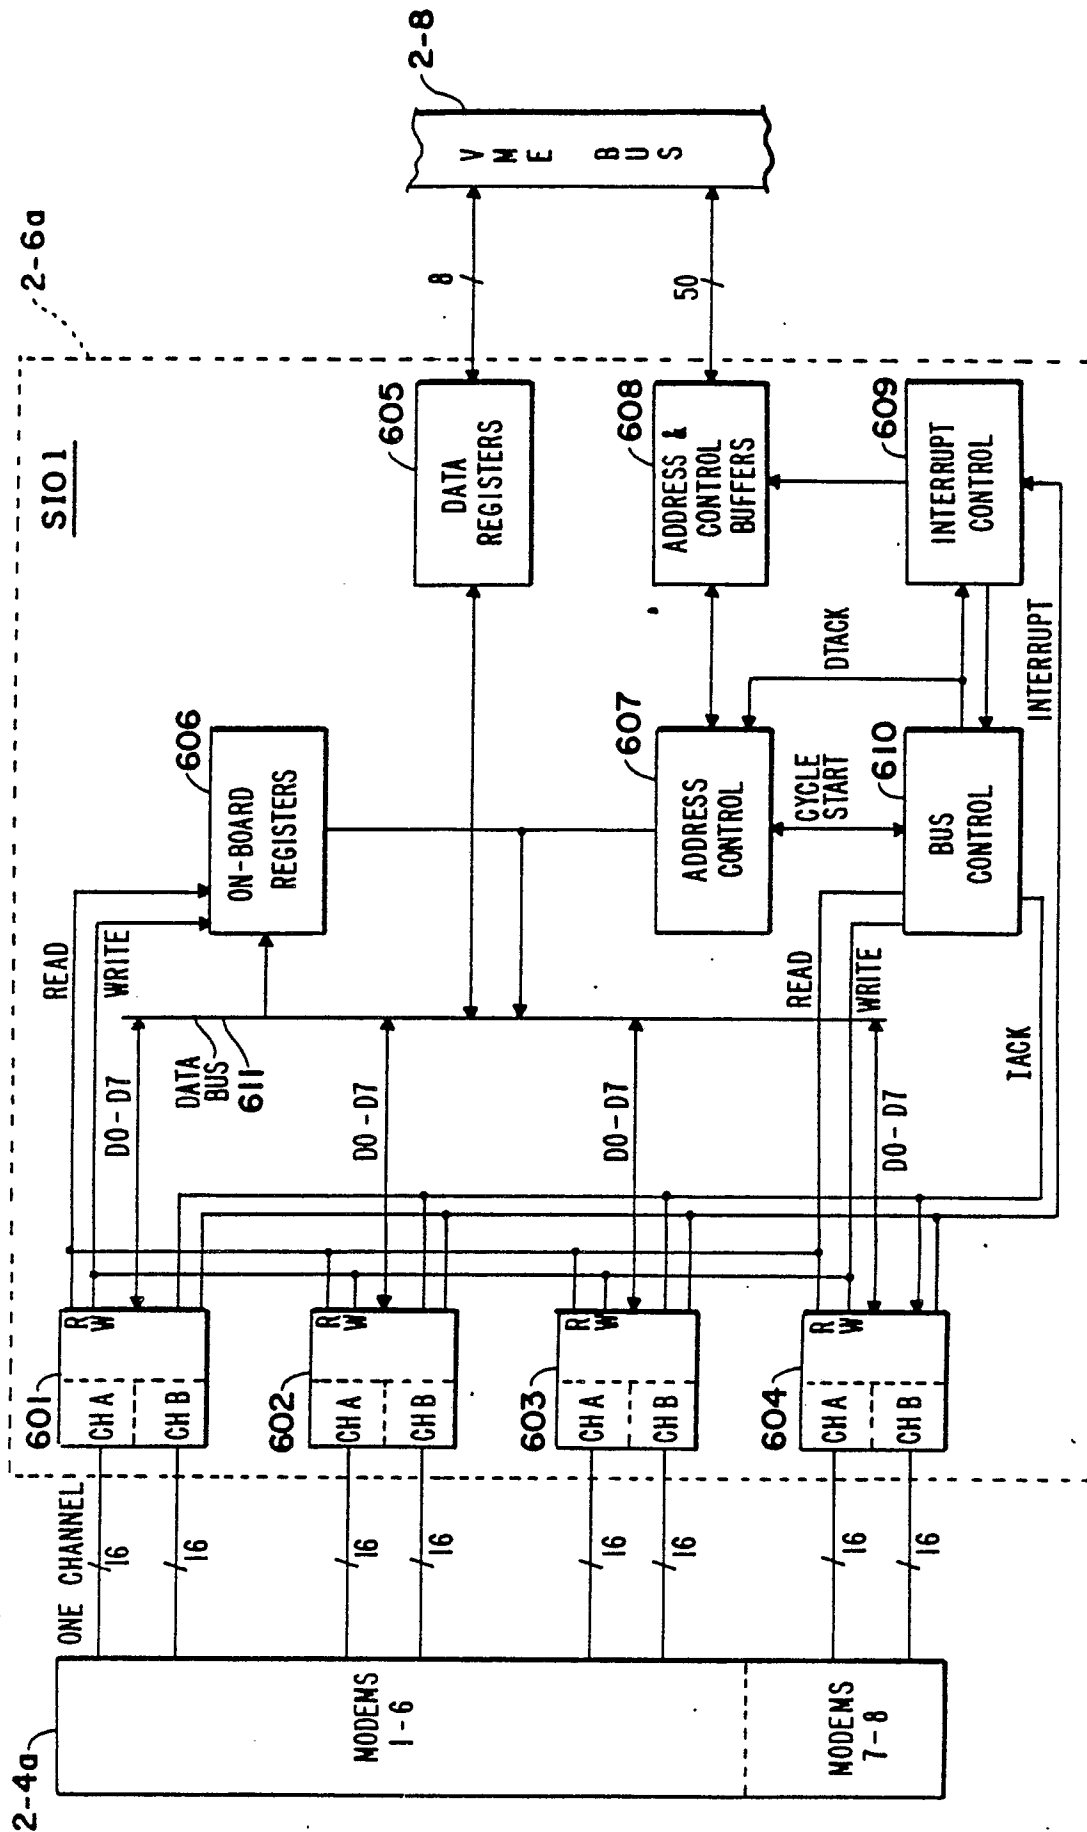 2-4a
MODEMS
1-6
MODEMS
7-8
ONE CHANNEL
16
16
16
16
16
16
16
16
2-6a
SIO1
601
CH A
CH B
R
W
602
CH A
CH B
R
W
603
CH A
CH B
R
W
604
CH A
CH B
R
W
READ
WRITE
D0-D7
D0-D7
D0-D7
D0-D7
DATA
BUS
611
READ
WRITE
IACK
INTERRUPT
606
ON-BOARD
REGISTERS
605
DATA
REGISTERS
607
ADDRESS
CONTROL
CYCLE
START
DTACK
610
BUS
CONTROL
608
ADDRESS &
CONTROL
BUFFERS
609
INTERRUPT
CONTROL
8
50
VME BUS
2-8